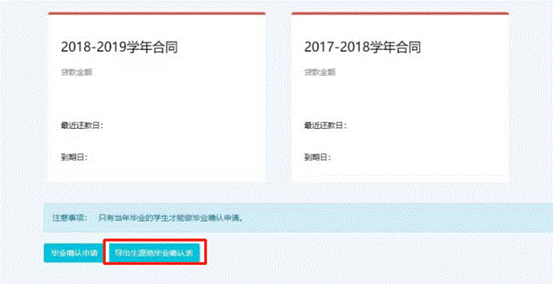 2018-2019学年合同
贷款金额
最近还款日：
到期日：
2017-2018学年合同
贷款金额
最近还款日：
到期日：
注意事项： 只有当年毕业的学生才能做毕业确认申请。
毕业确认申请
导出生源地毕业确认表